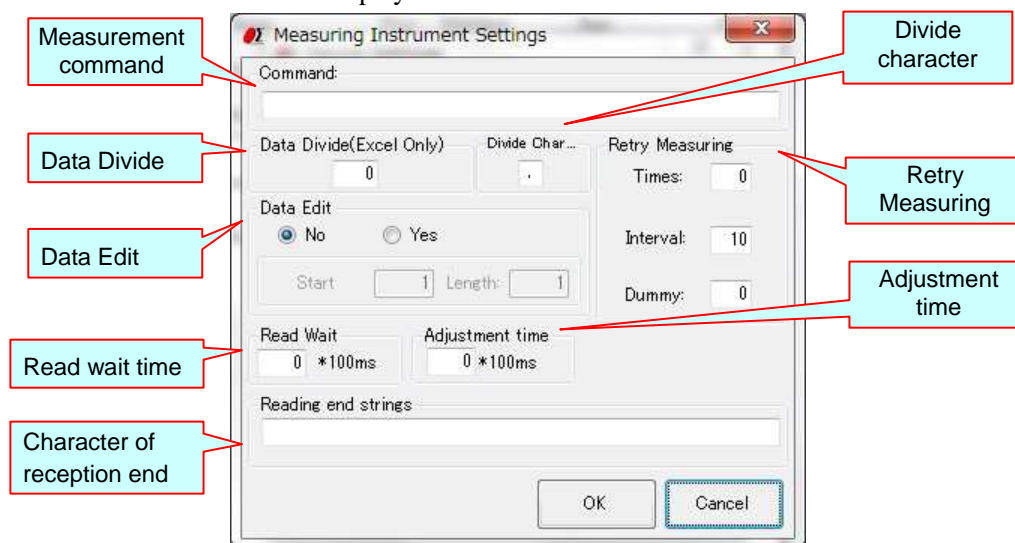 Measuring Instrument Settings
Measurement
command
Divide
character
Command:
Data Divide
Data Divide(Excel Only)
0
Divide Char...
.
Retry Measuring
Times: 0
Retry
Measuring
Data Edit
Data Edit
No Yes
Interval: 10
Start 1 Length: 1
Dummy: 0
Adjustment
time
Read wait time
Read Wait
0 *100ms
Adjustment time
0 *100ms
Reading end strings
Character of
reception end
OK Cancel